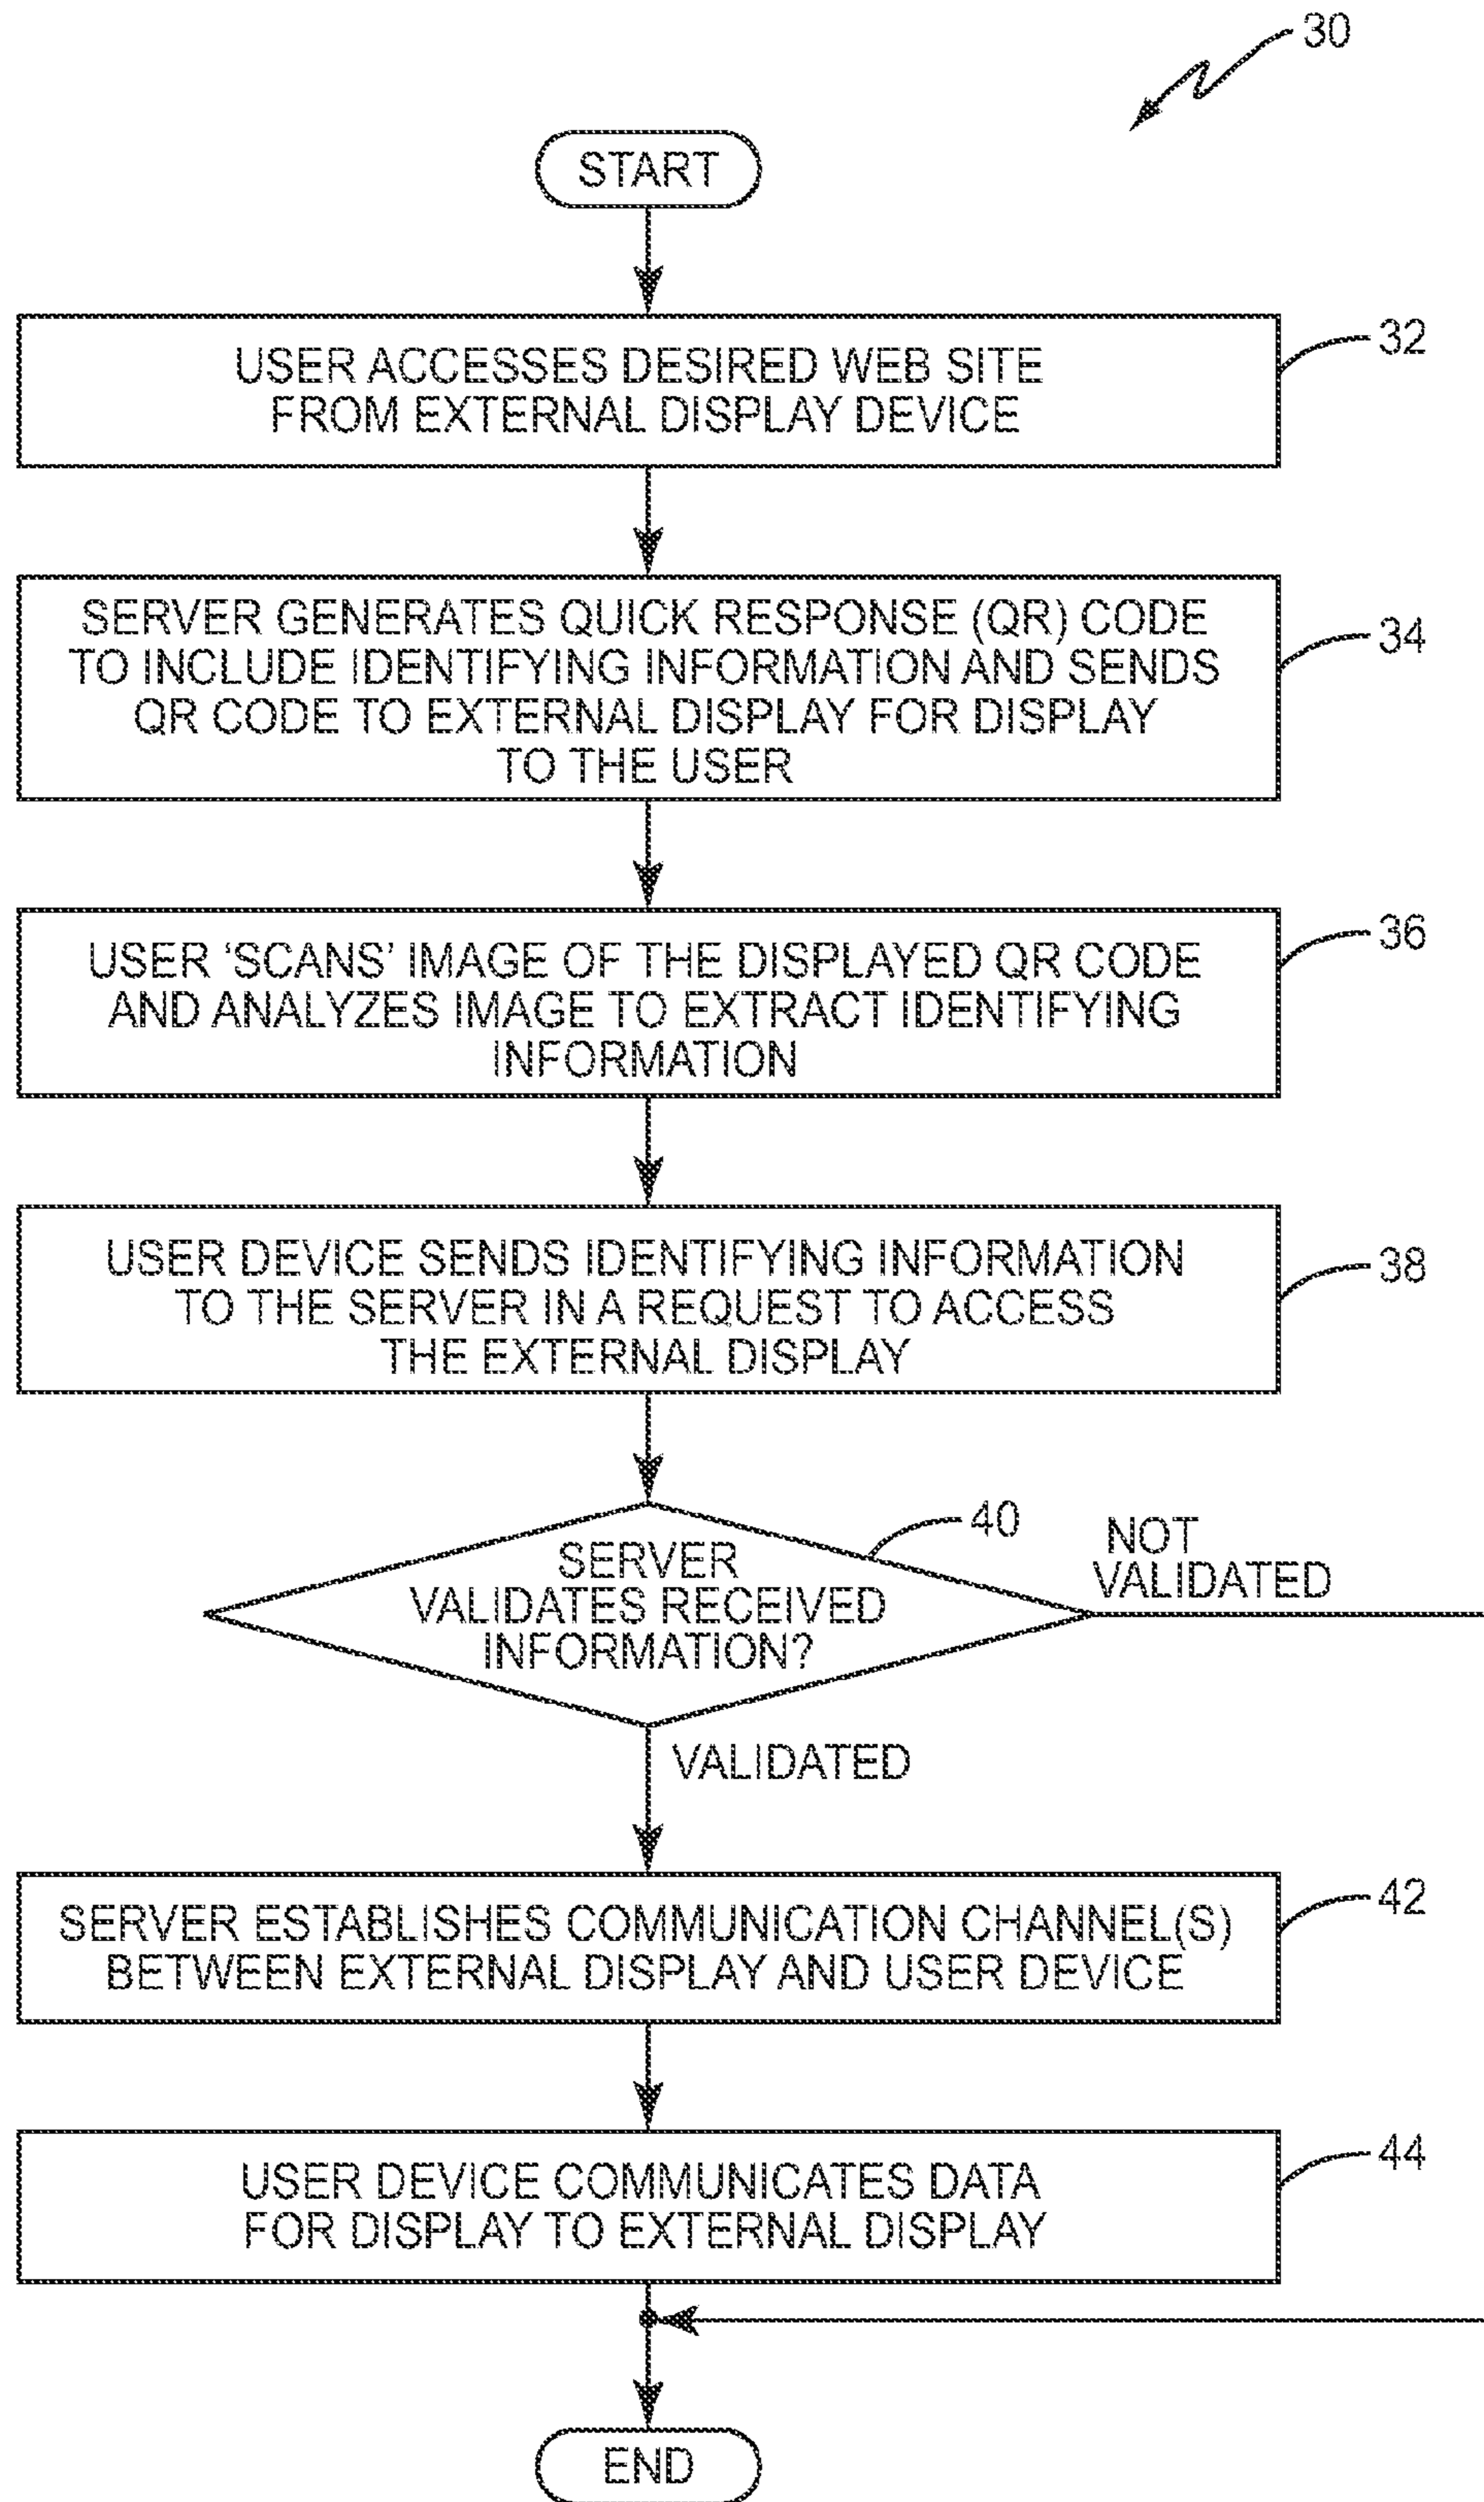 30
START
USER ACCESSES DESIRED WEB SITE
FROM EXTERNAL DISPLAY DEVICE
32
SERVER GENERATES QUICK RESPONSE (QR) CODE
TO INCLUDE IDENTIFYING INFORMATION AND SENDS
QR CODE TO EXTERNAL DISPLAY FOR DISPLAY
TO THE USER
34
USER ‘SCANS’ IMAGE OF THE DISPLAYED QR CODE
AND ANALYZES IMAGE TO EXTRACT IDENTIFYING
INFORMATION
36
USER DEVICE SENDS IDENTIFYING INFORMATION
TO THE SERVER IN A REQUEST TO ACCESS
THE EXTERNAL DISPLAY
38
SERVER
VALIDATES RECEIVED
INFORMATION?
40
NOT
VALIDATED
VALIDATED
SERVER ESTABLISHES COMMUNICATION CHANNEL(S)
BETWEEN EXTERNAL DISPLAY AND USER DEVICE
42
USER DEVICE COMMUNICATES DATA
FOR DISPLAY TO EXTERNAL DISPLAY
44
END